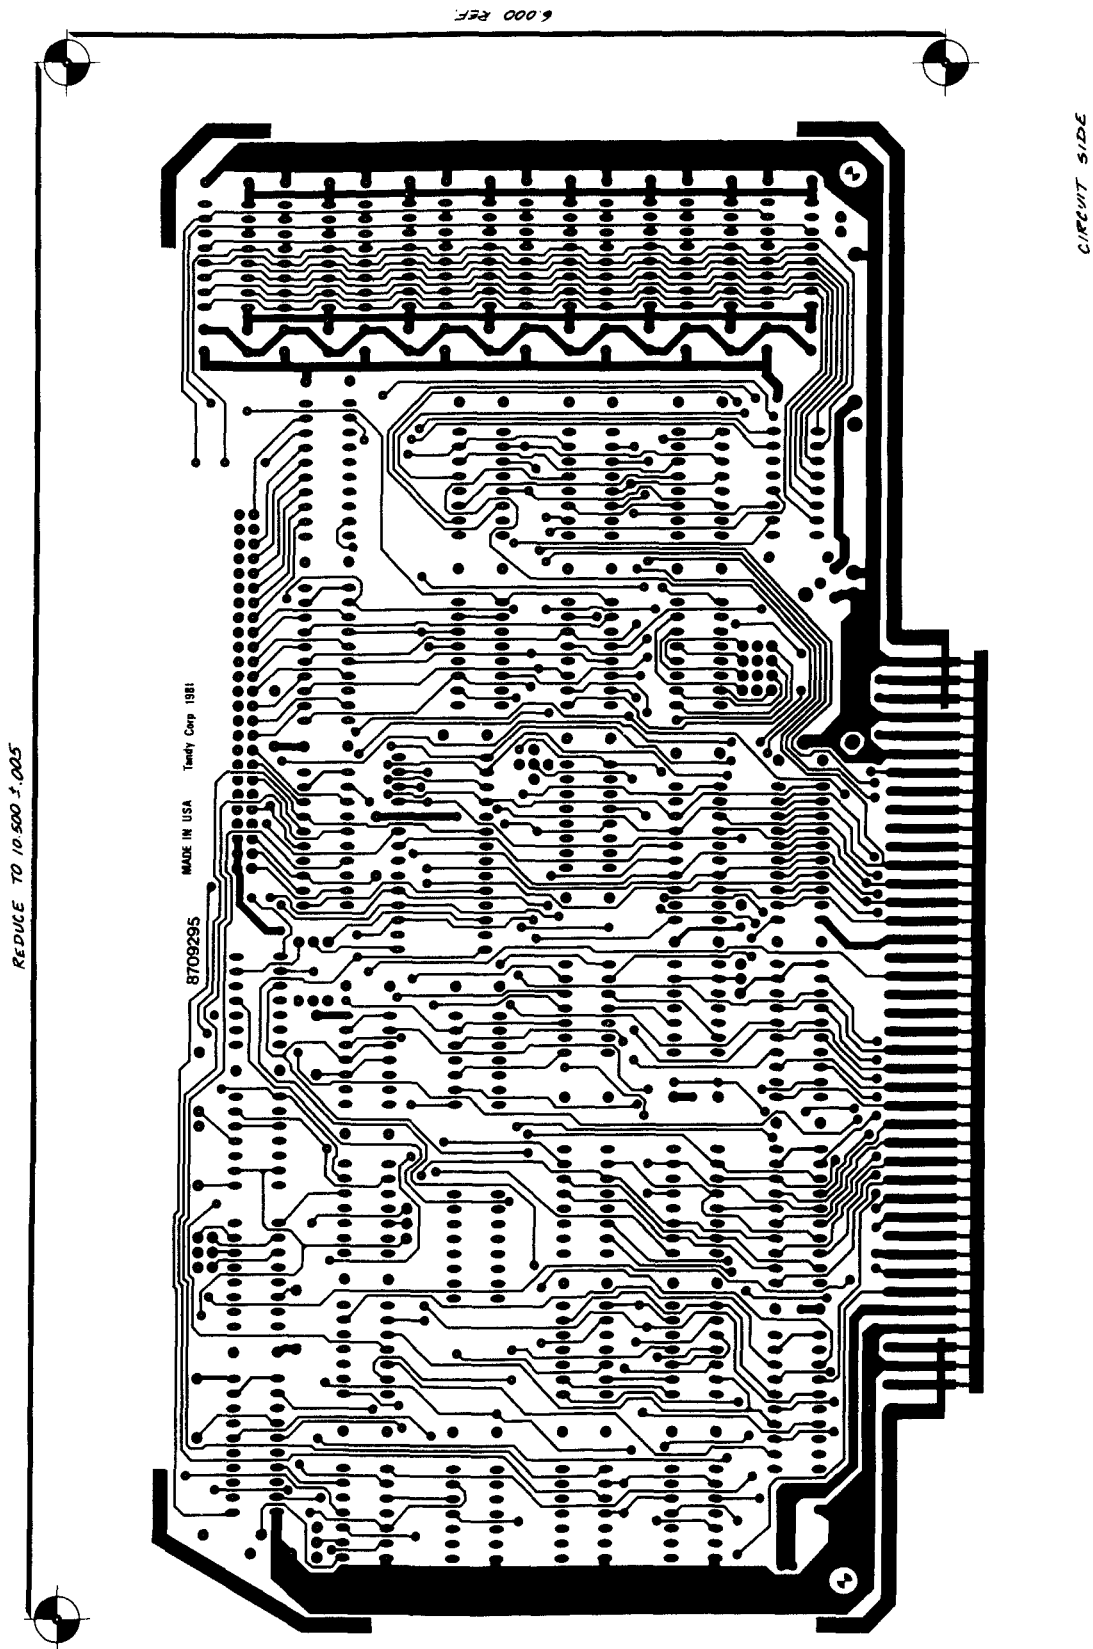 6.000 REF.
CIRCUIT SIDE
REDUCE TO 10.500 ±.005
8709295 MADE IN USA Tandy Corp 1981